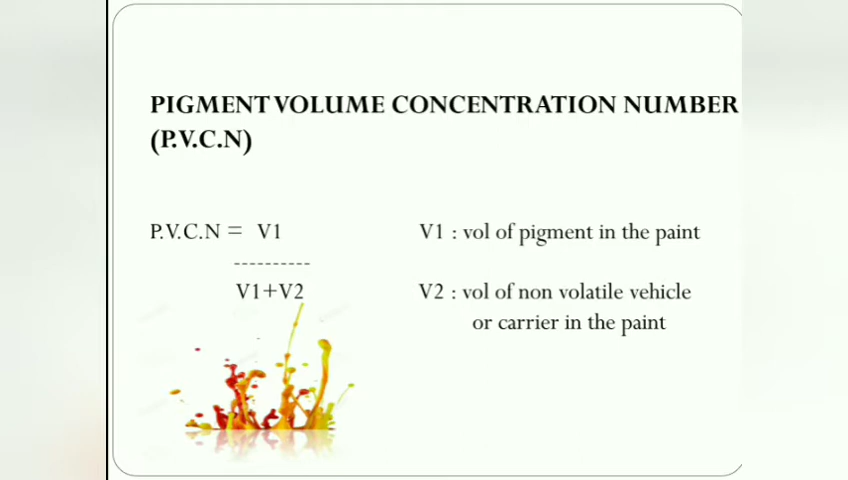 PIGMENT VOLUME CONCENTRATION NUMBER
(P.V.C.N)
P.V.C.N = V1
----------
V1+V2
V1 : vol of pigment in the paint
V2 : vol of non volatile vehicle
or carrier in the paint